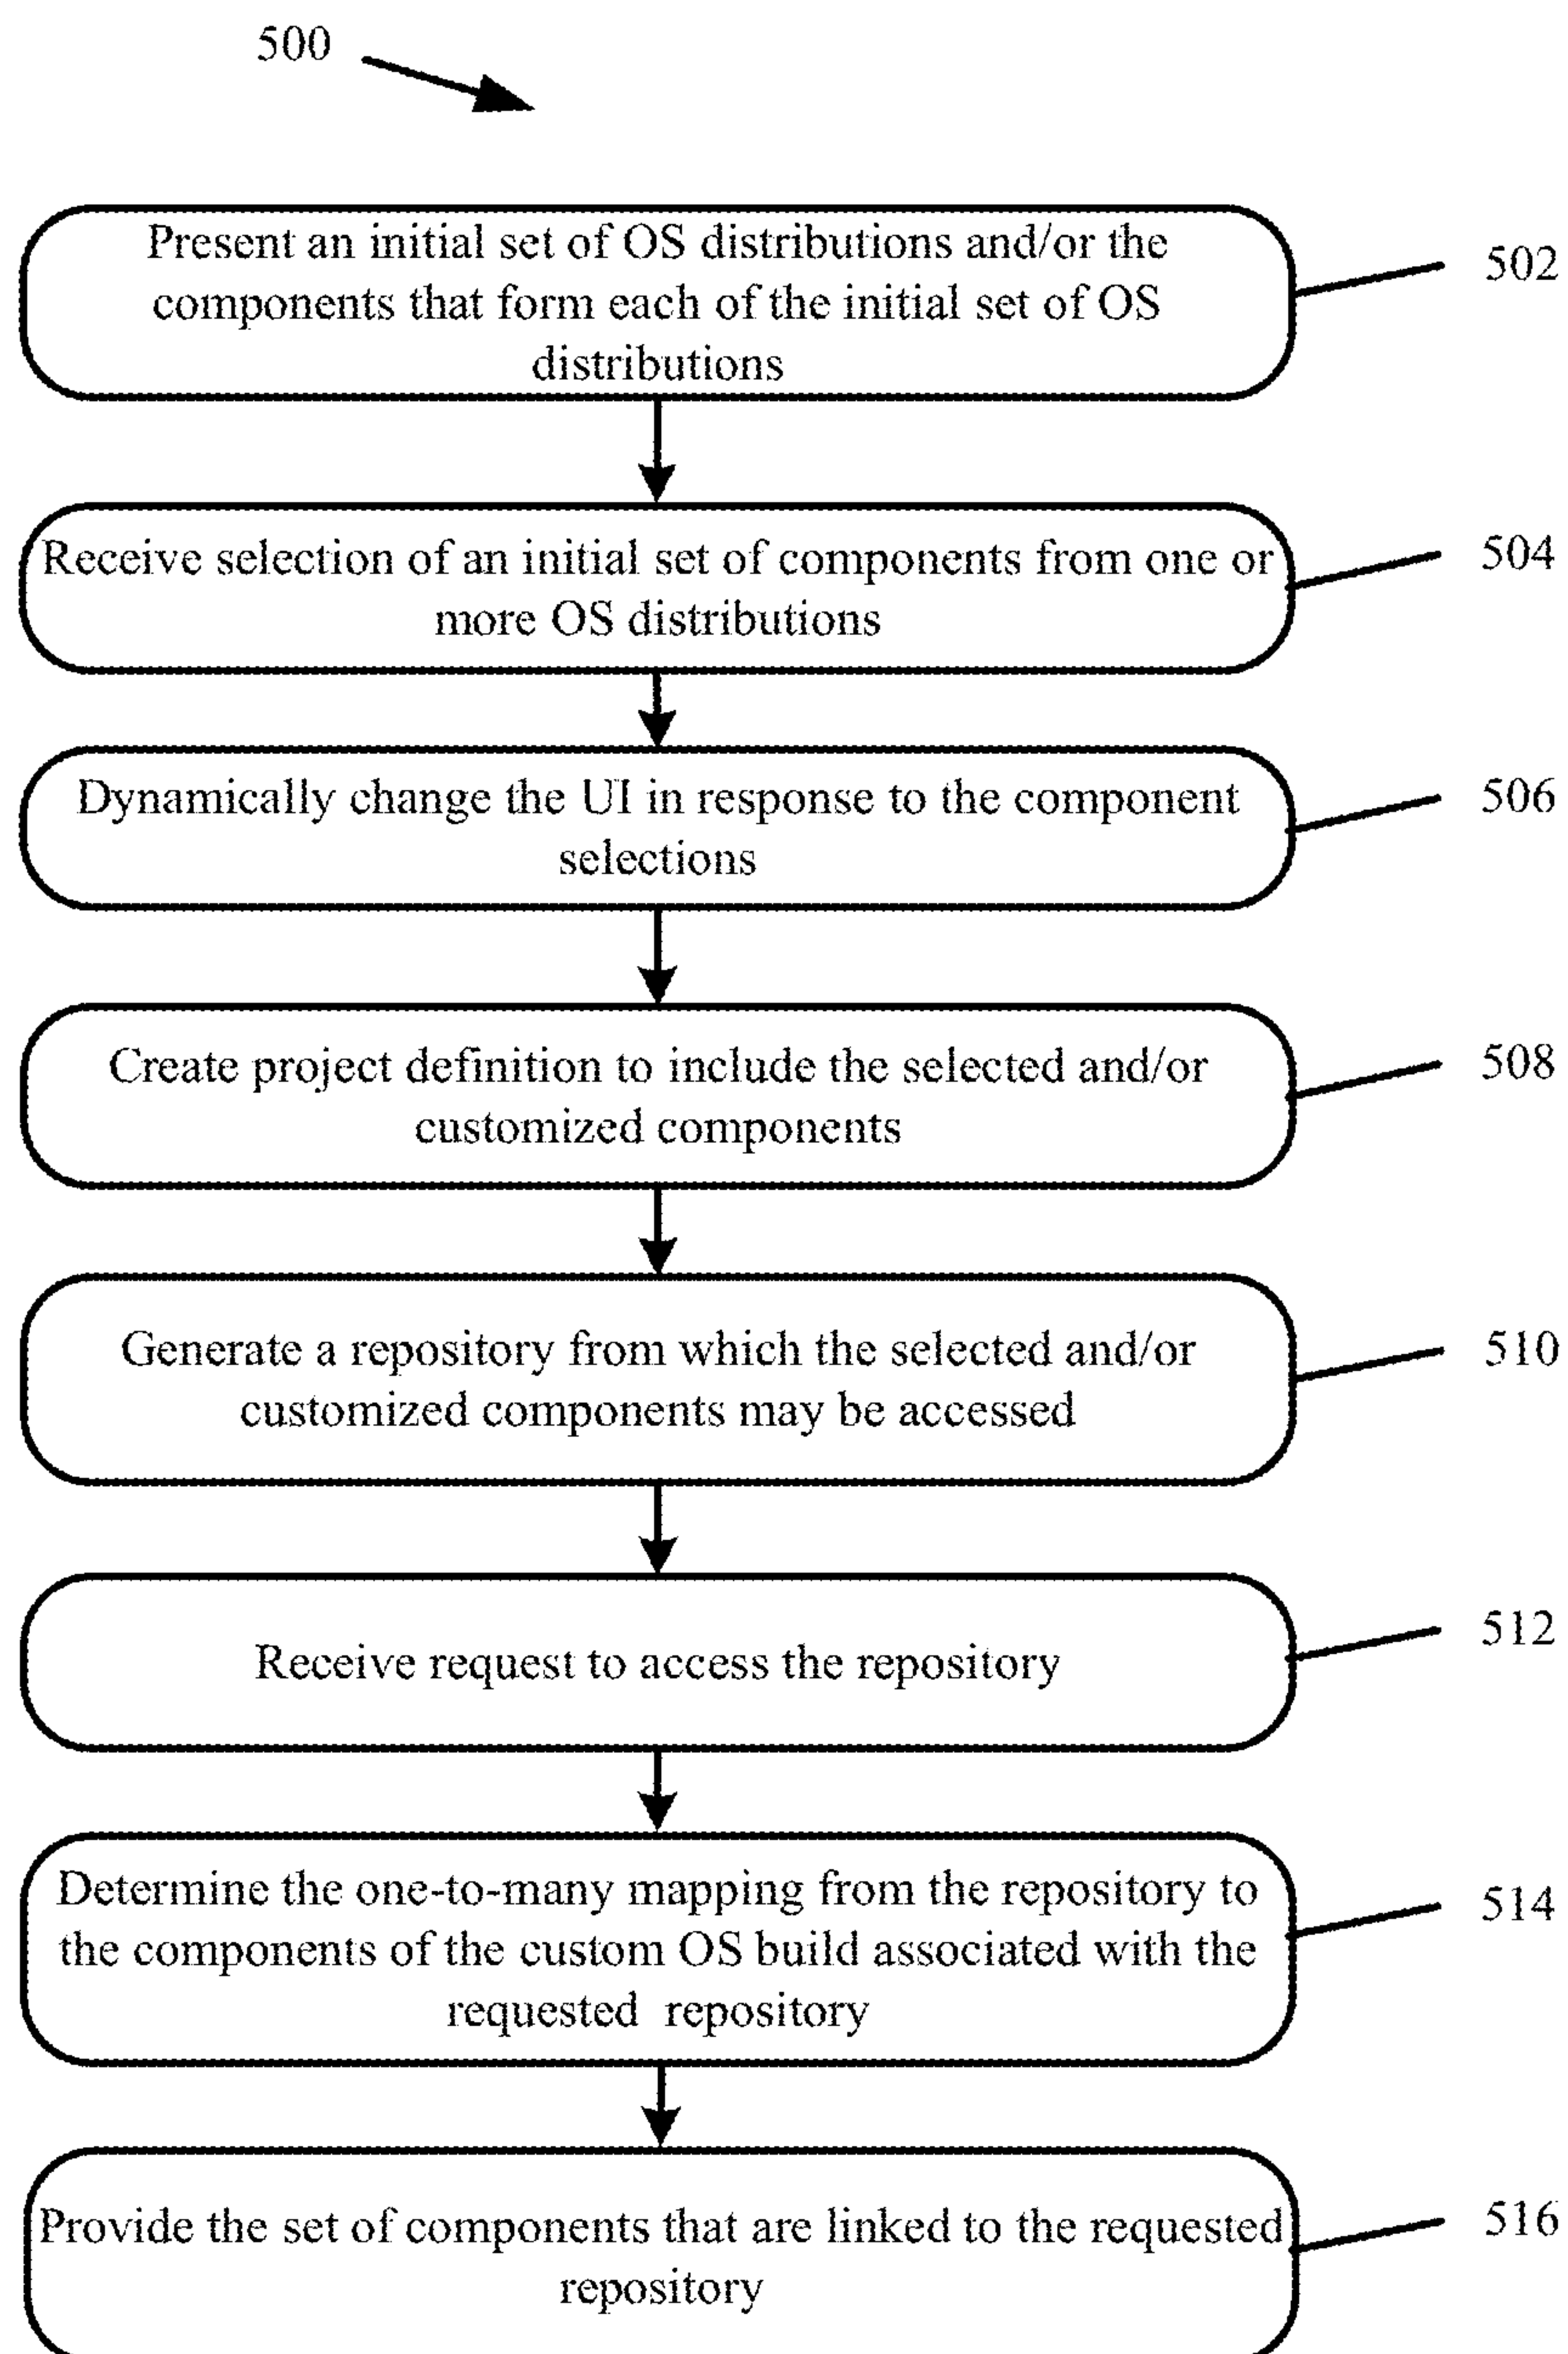 500
Present an initial set of OS distributions and/or the
components that form each of the initial set of OS
distributions
502
Receive selection of an initial set of components from one or
more OS distributions
504
Dynamically change the UI in response to the component
selections
506
Create project definition to include the selected and/or
customized components
508
Generate a repository from which the selected and/or
customized components may be accessed
510
Receive request to access the repository
512
Determine the one-to-many mapping from the repository to
the components of the custom OS build associated with the
requested repository
514
Provide the set of components that are linked to the requested
repository
516